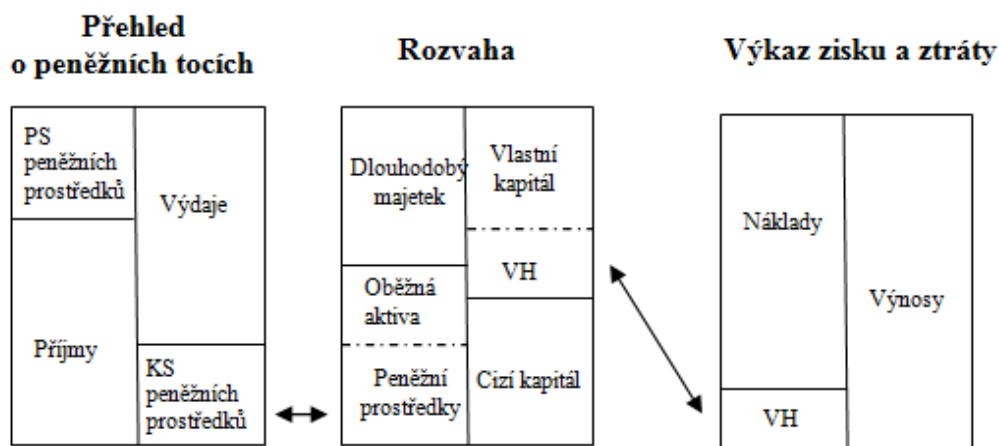 Přehled
o peněžních tocích
PS
peněžních
prostředků
Výdaje
Příjmy
KS
peněžních
prostředků
Rozvaha
Dlouhodobý
majetek
Vlastní
kapitál
VH
Oběžná
aktiva
Peněžní
prostředky
Cizí kapitál
Výkaz zisku a ztráty
Náklady
Výnosy
VH